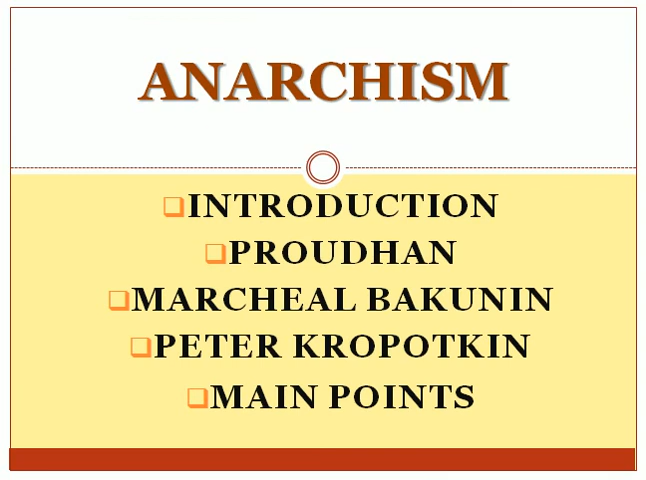 ANARCHISM
❑INTRODUCTION
❑PROUDHAN
❑MARCHEAL BAKUNIN
❑PETER KROPOTKIN
❑MAIN POINTS